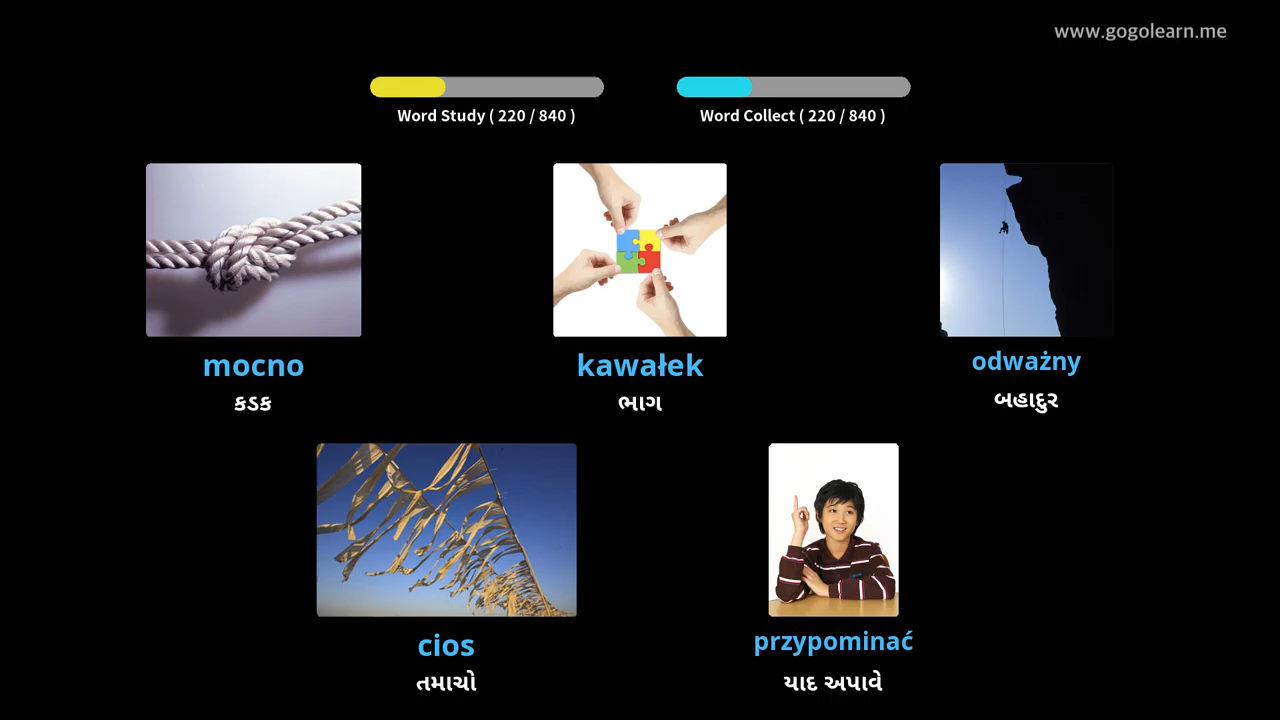 www.gogolearn.me
Word Study ( 220 / 840 )
Word Collect ( 220 / 840 )
mocno
કડક
kawałek
ભાગ
odważny
બહાદુર
cios
તમાચો
przypominać
યાદ અપાવે